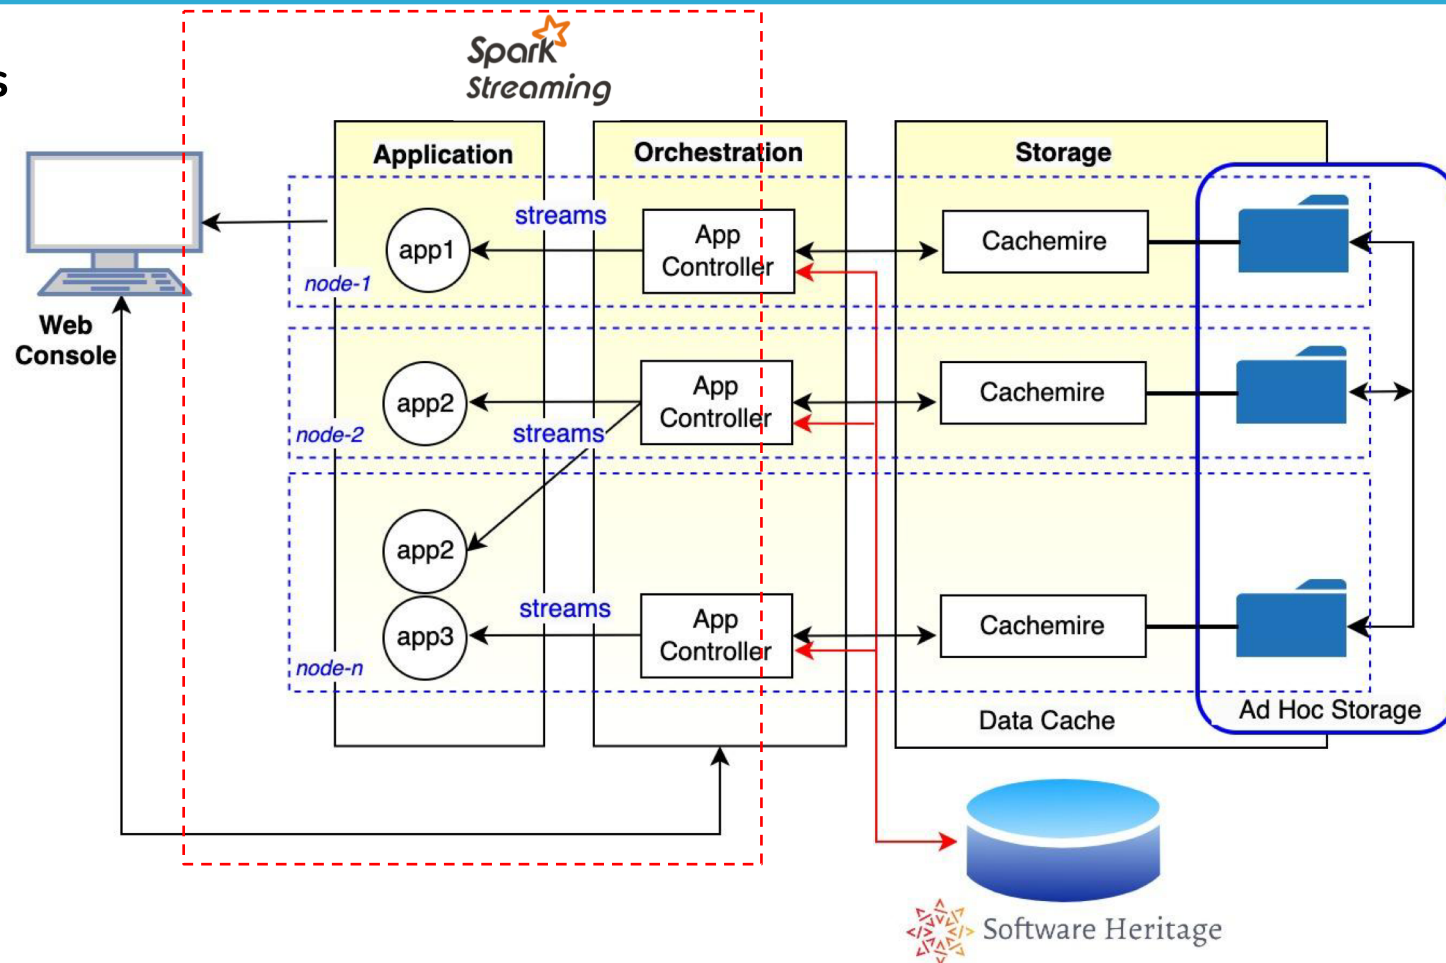 s
Spark
Streaming
Application
Orchestration
Storage
streams
app1
App
Controller
Cachemire
node-1
Web
Console
app2
App
Controller
Cachemire
node-2
streams
app2
streams
app3
App
Controller
Cachemire
node-n
Data Cache
Ad Hoc Storage
Software Heritage